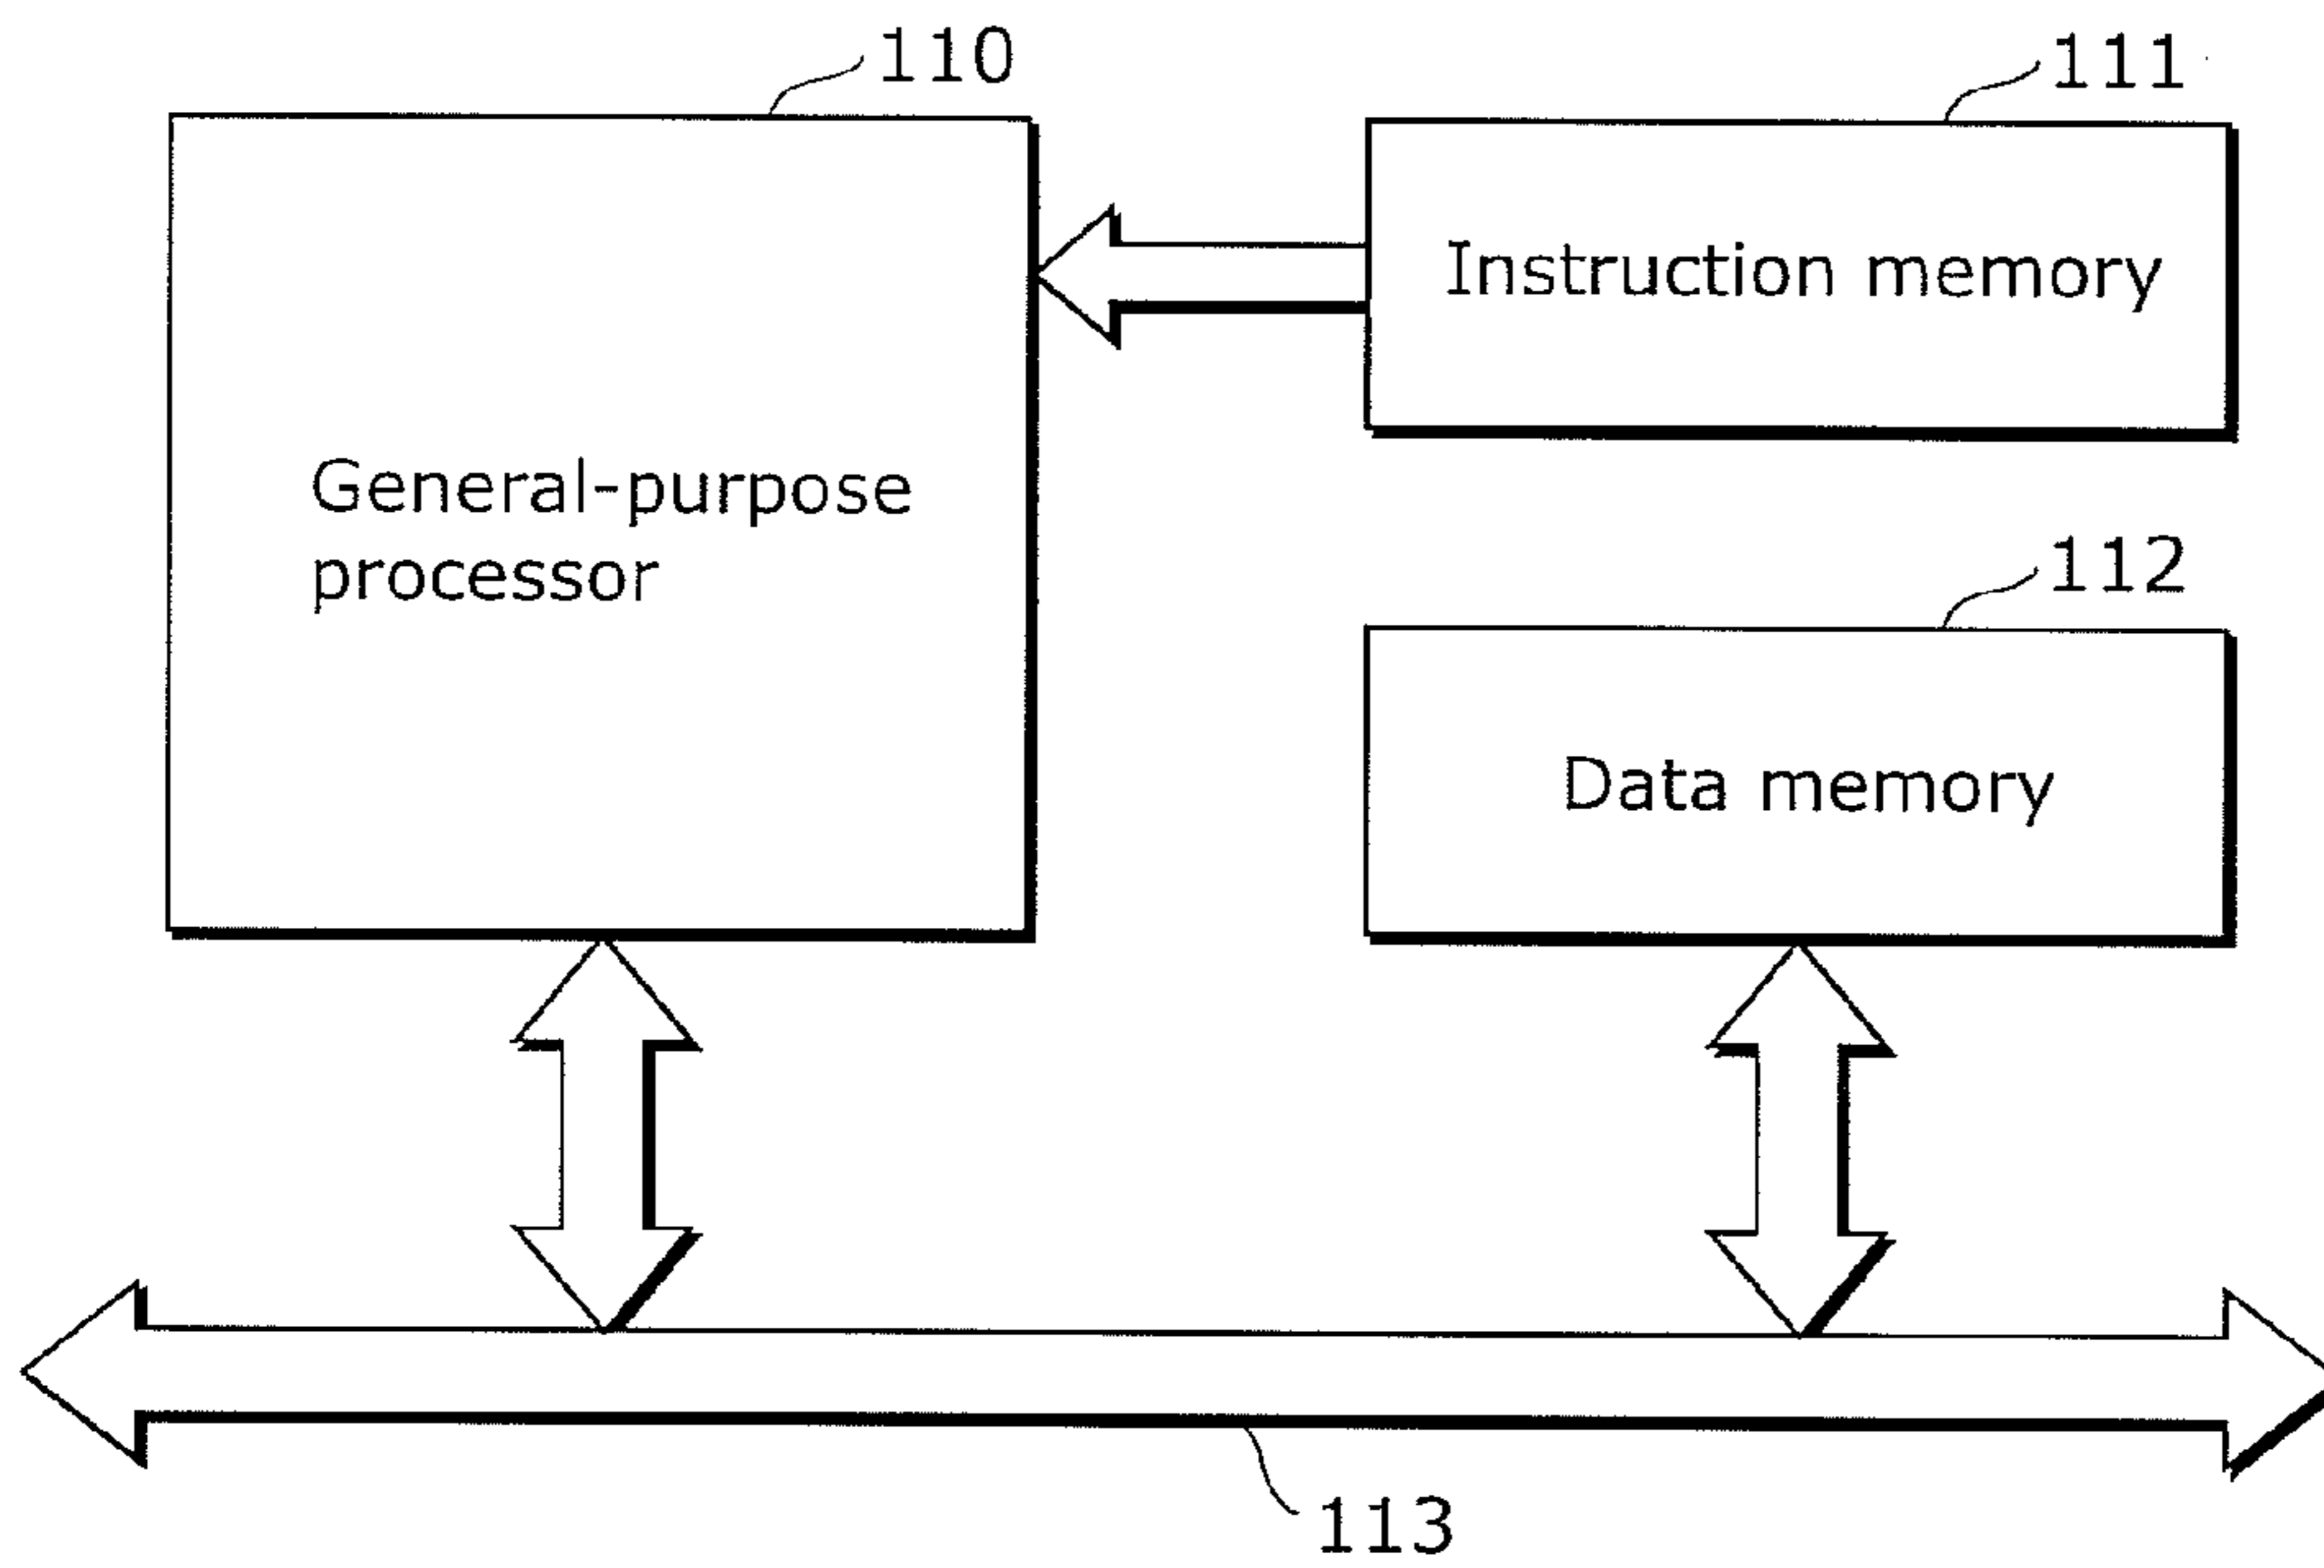 110
111
Instruction memory
General-purpose
processor
112
Data memory
113